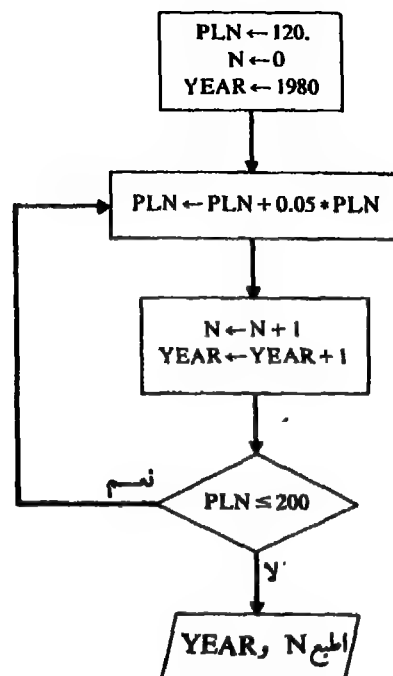 PLN ← 120.
N ← 0
YEAR ← 1980
PLN ← PLN + 0.05 * PLN
N ← N + 1
YEAR ← YEAR + 1
نعم
PLN ≤ 200
لا
اطبع N و YEAR